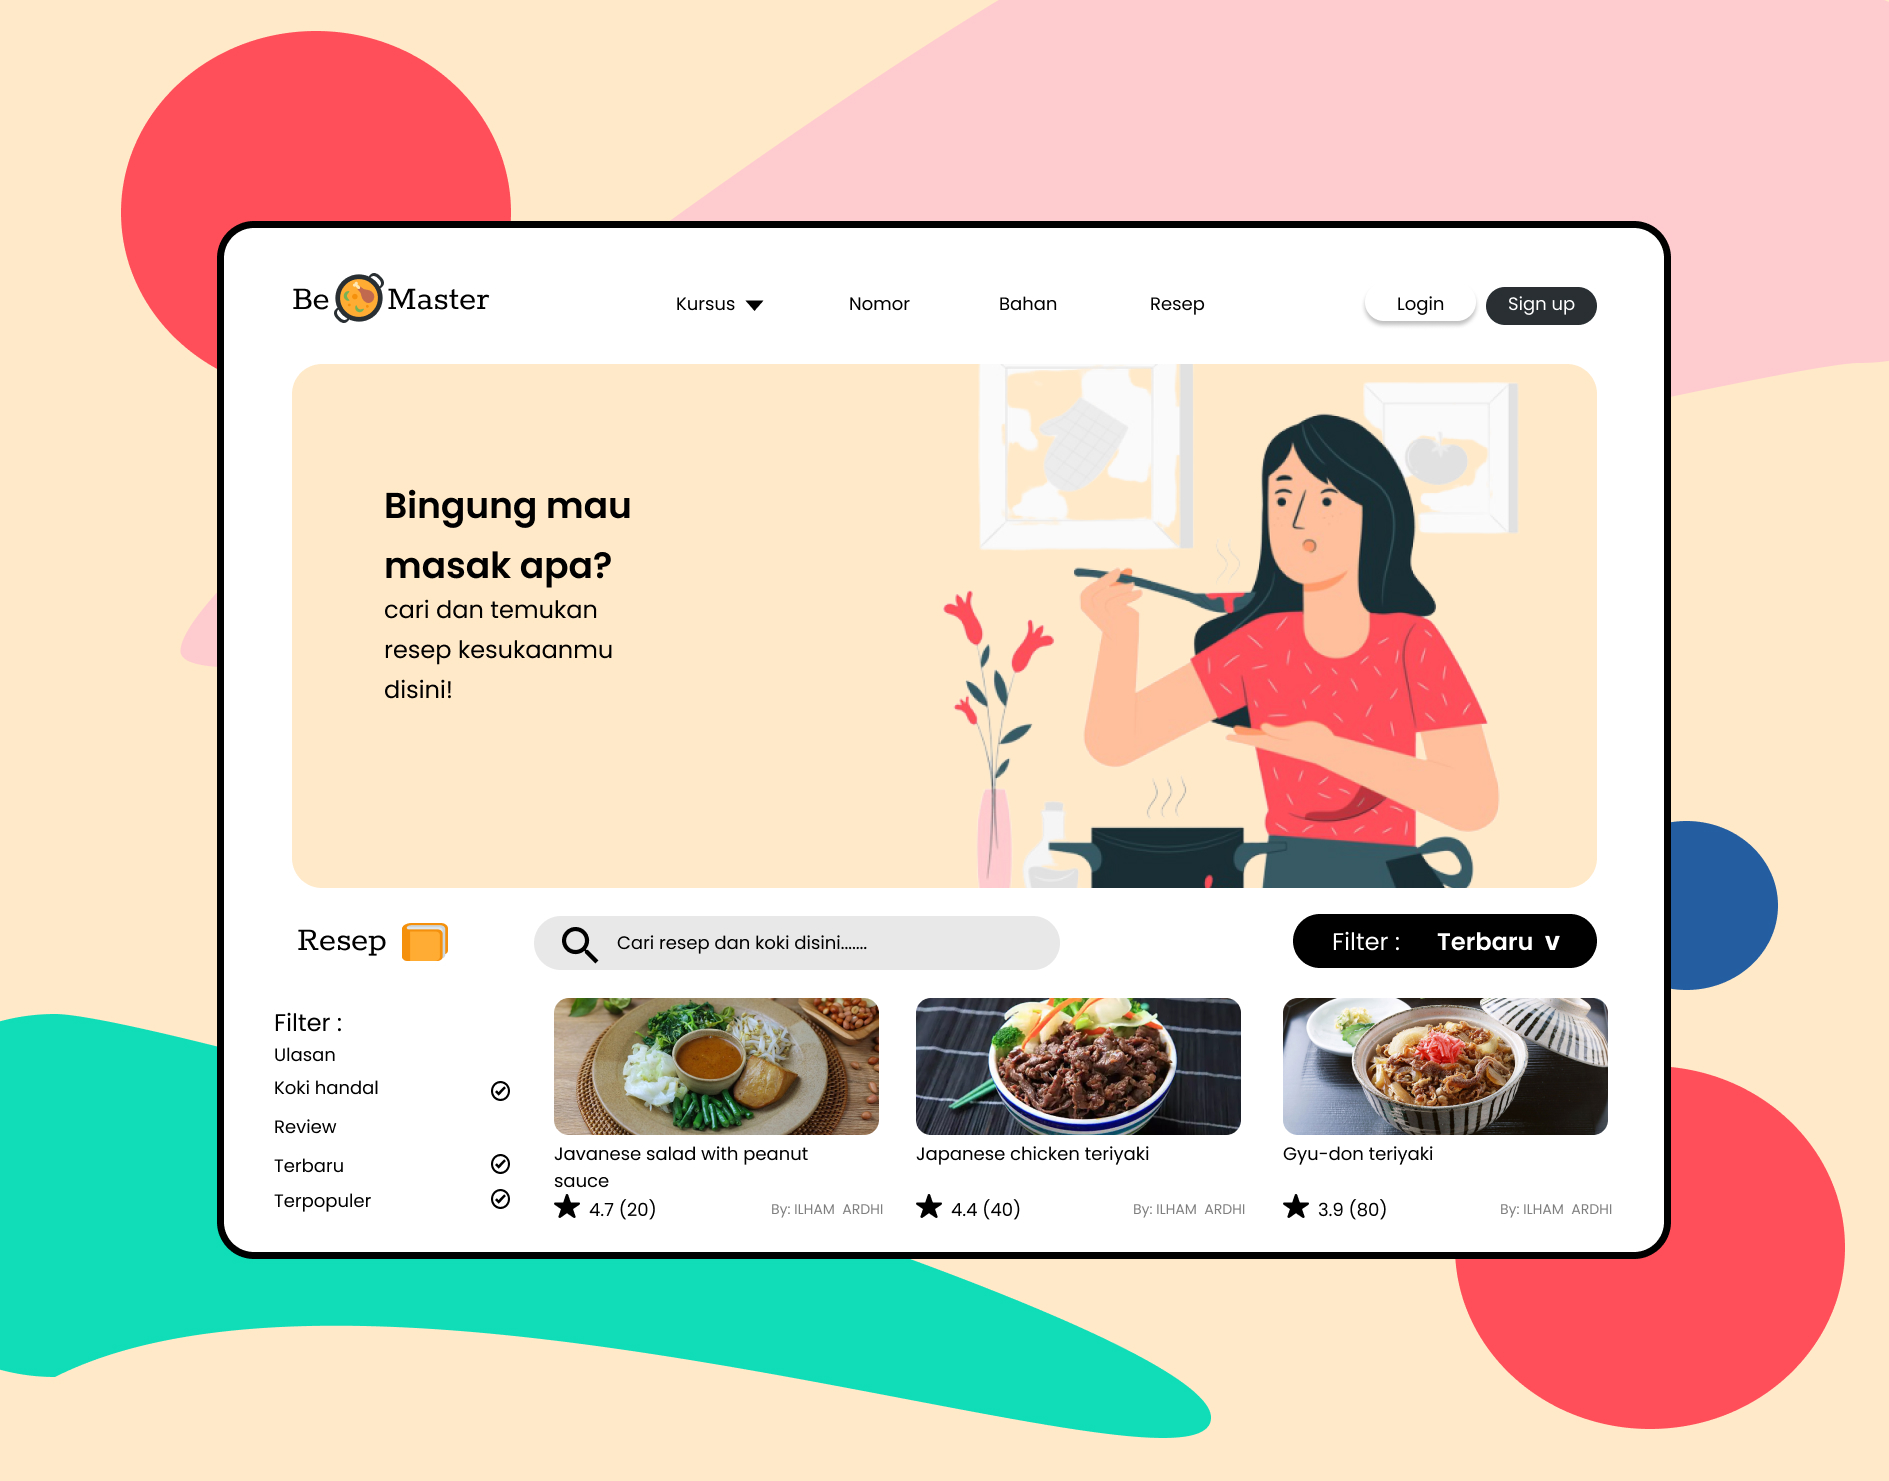 Be Master
Kursus
Nomor
Bahan
Resep
Login
Sign up
Bingung mau
masak apa?
cari dan temukan
resep kesukaanmu
disini!
Resep
Cari resep dan koki disini.......
Filter : Terbaru v
Filter :
Ulasan
Koki handal
Review
Terbaru
Terpopuler
Javanese salad with peanut
sauce
4.7 (20)
By: ILHAM ARDHI
Japanese chicken teriyaki
4.4 (40)
By: ILHAM ARDHI
Gyu-don teriyaki
3.9 (80)
By: ILHAM ARDHI